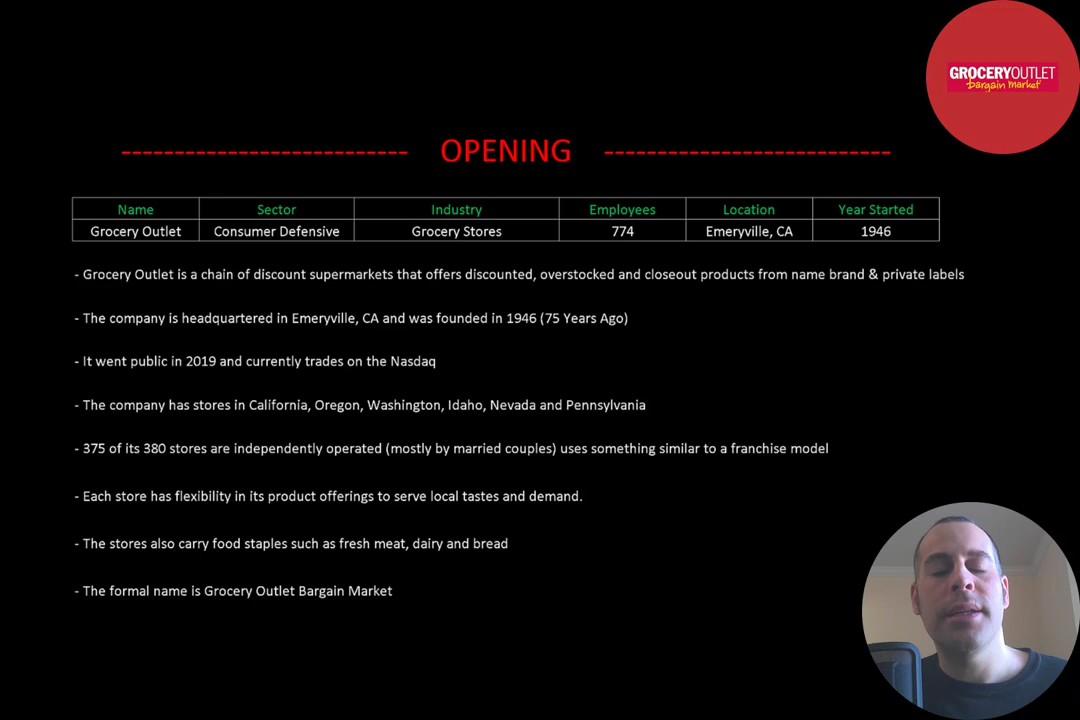 GROCERYOUTLET
bargain market
-------------------------- OPENING --------------------------
Name Sector Industry Employees Location Year Started
Grocery Outlet Consumer Defensive Grocery Stores 774 Emeryville, CA 1946
- Grocery Outlet is a chain of discount supermarkets that offers discounted, overstocked and closeout products from name brand & private labels
- The company is headquartered in Emeryville, CA and was founded in 1946 (75 Years Ago)
- It went public in 2019 and currently trades on the Nasdaq
- The company has stores in California, Oregon, Washington, Idaho, Nevada and Pennsylvania
- 375 of its 380 stores are independently operated (mostly by married couples) uses something similar to a franchise model
- Each store has flexibility in its product offerings to serve local tastes and demand.
- The stores also carry food staples such as fresh meat, dairy and bread
- The formal name is Grocery Outlet Bargain Market